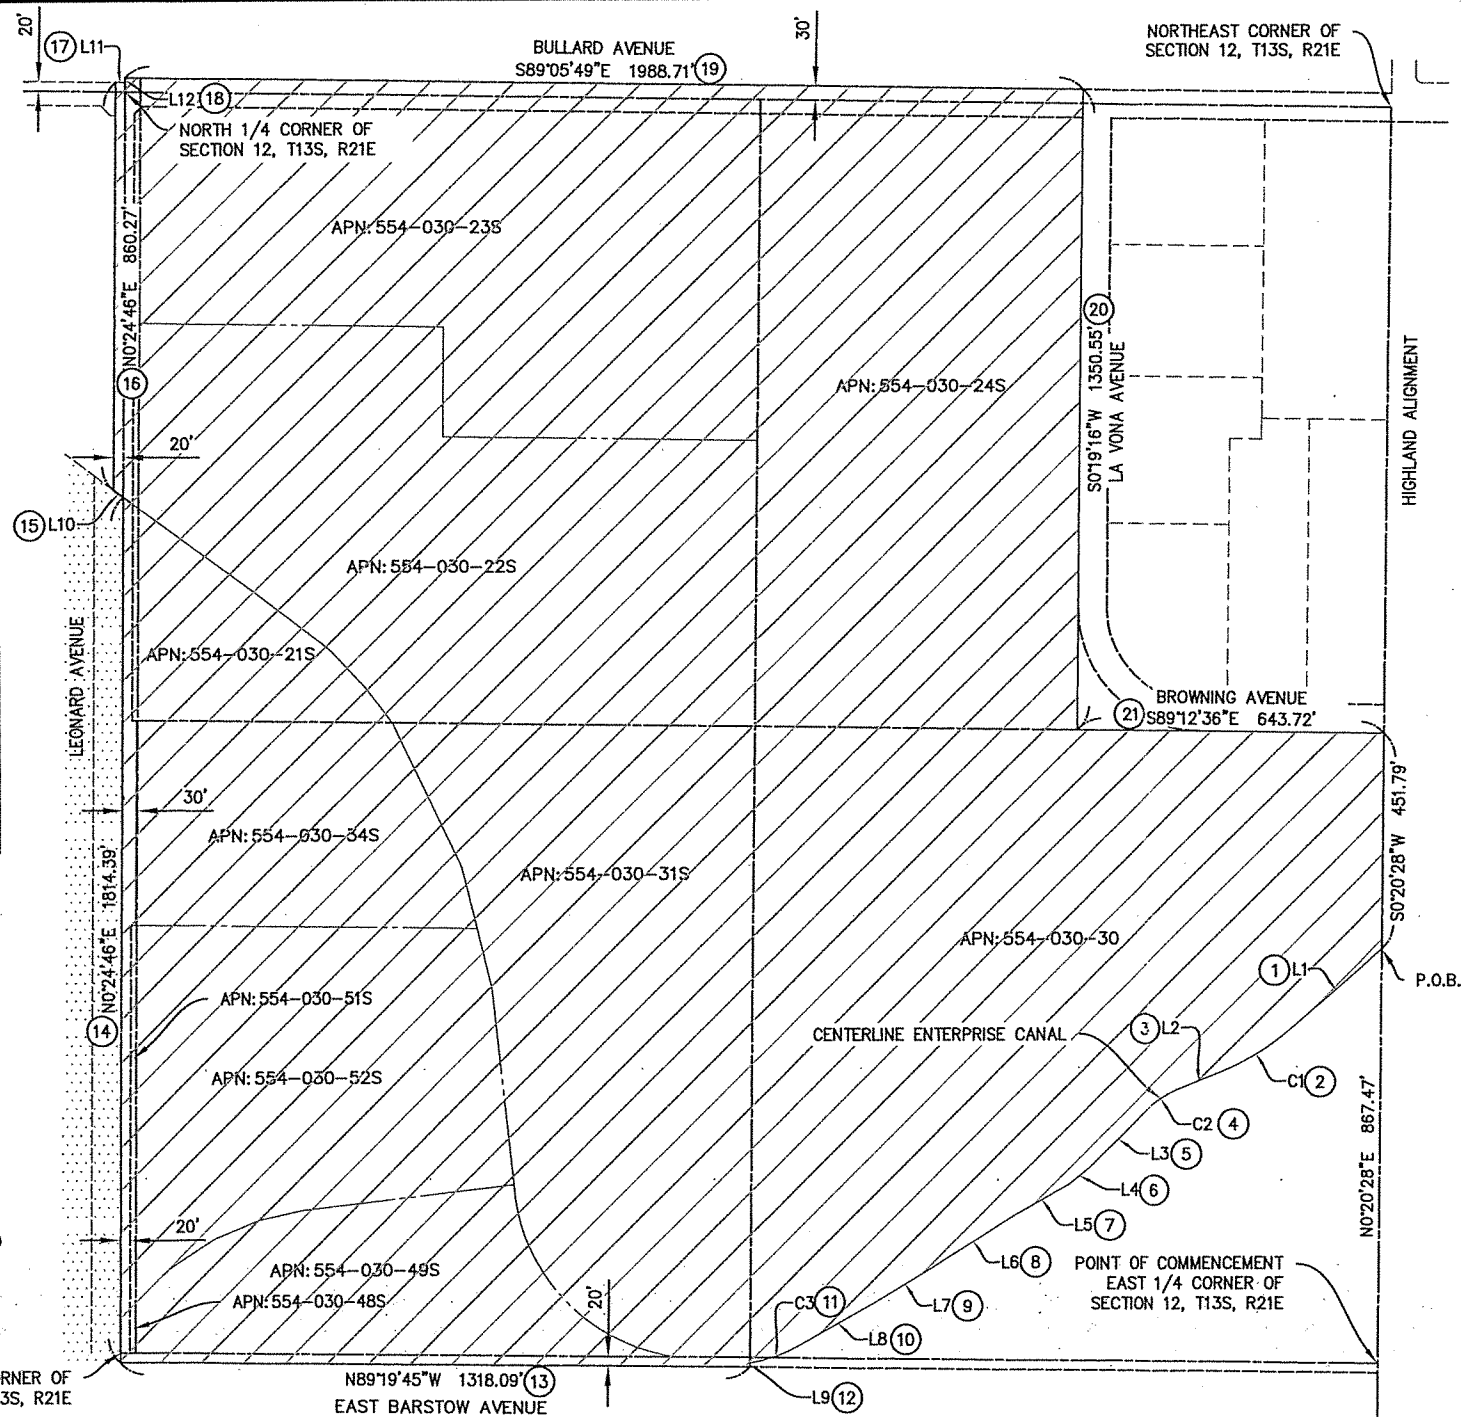 20'
30'
17 L11
BULLARD AVENUE
S89°05'49"E 1988.71' 19
NORTHEAST CORNER OF
SECTION 12, T13S, R21E
L12 18
NORTH 1/4 CORNER OF
SECTION 12, T13S, R21E
N0°24'46"E 860.27'
16
APN: 554-030-23S
APN: 554-030-24S
20
S0°19'16"W 1350.55'
LA VONA AVENUE
HIGHLAND ALIGNMENT
20'
15 L10
APN: 554-030-22S
LEONARD AVENUE
APN: 554-030-21S
BROWNING AVENUE
21 S89°12'36"E 643.72'
S0°20'28"W 451.79'
30'
APN: 554-030-34S
APN: 554-030-31S
APN: 554-030-30
N0°24'46"E 1814.39'
14
1 L1
P.O.B.
APN: 554-030-51S
CENTERLINE ENTERPRISE CANAL
3 L2
APN: 554-030-52S
C1 2
C2 4
L3 5
L4 6
L5 7
N0°20'28"E 867.47'
20'
L6 8
POINT OF COMMENCEMENT
EAST 1/4 CORNER OF
SECTION 12, T13S, R21E
APN: 554-030-49S
APN: 554-030-48S
20'
C3 11
L7 9
L8 10
RNER OF
3S, R21E
N89°19'45"W 1318.09' 13
EAST BARSTOW AVENUE
L9 12